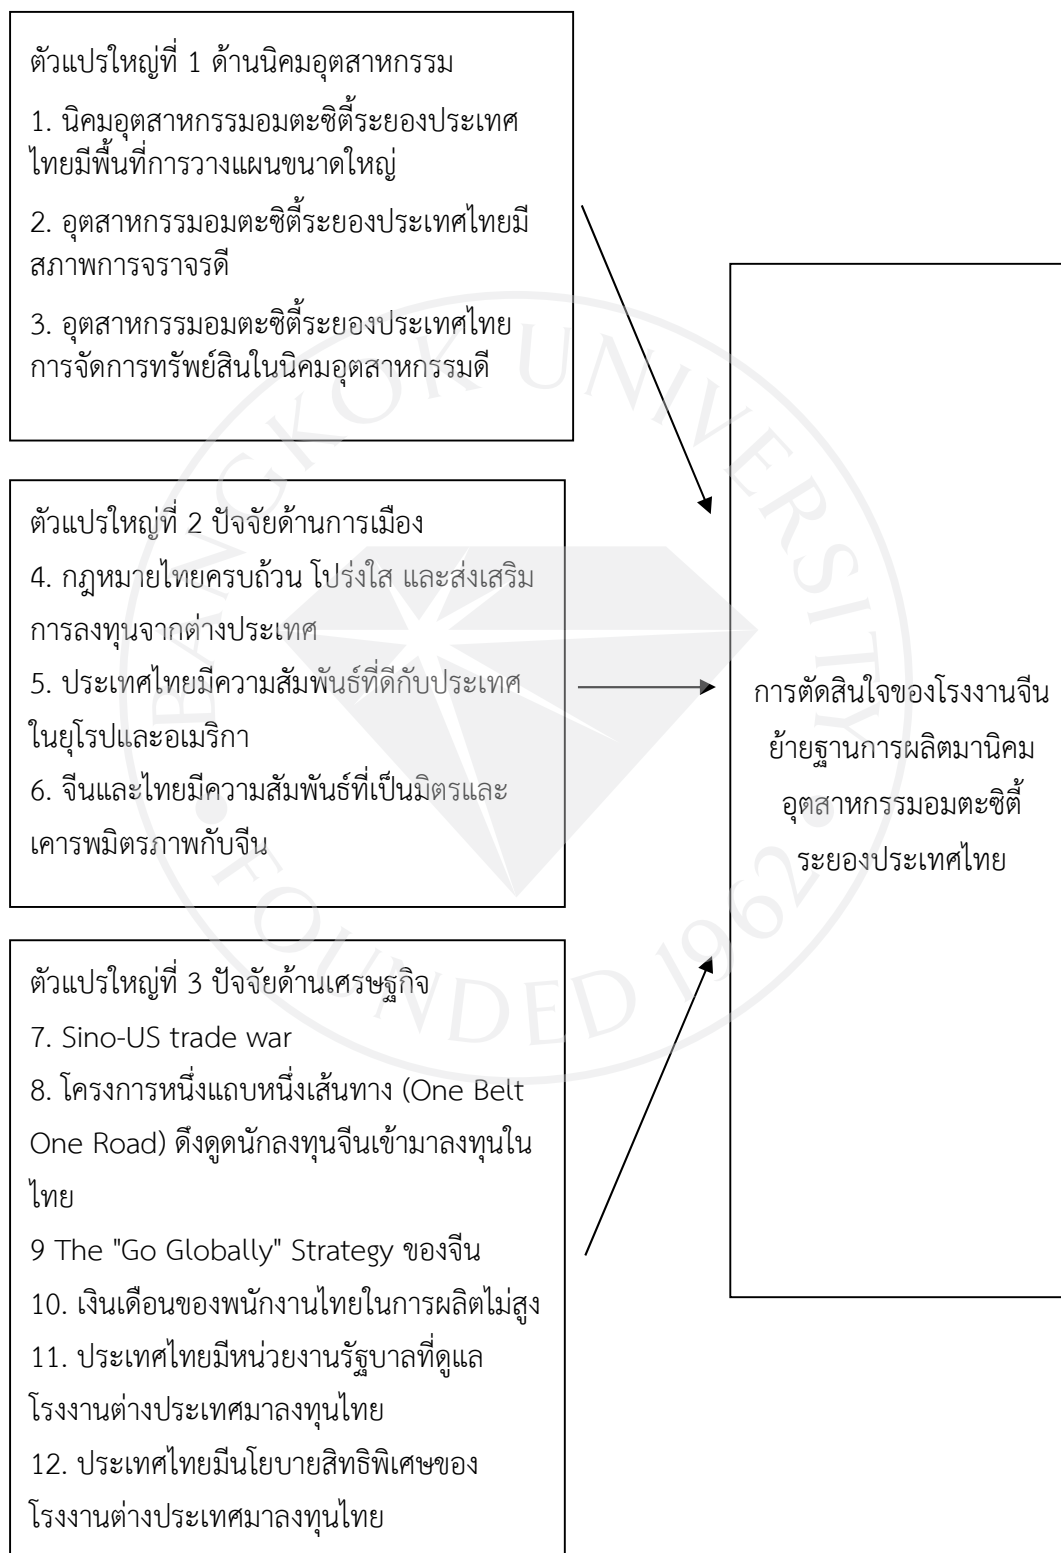 ตัวแปรใหญ่ที่ 1 ด้านนิคมอุตสาหกรรม
1. นิคมอุตสาหกรรมอมตะซิตี้ระยองประเทศ
ไทยมีพื้นที่การวางแผนขนาดใหญ่
2. อุตสาหกรรมอมตะซิตี้ระยองประเทศไทยมี
สภาพการจราจรดี
3. อุตสาหกรรมอมตะซิตี้ระยองประเทศไทย
การจัดการทรัพย์สินในนิคมอุตสาหกรรมดี
ตัวแปรใหญ่ที่ 2 ปัจจัยด้านการเมือง
4. กฎหมายไทยครบถ้วน โปร่งใส และส่งเสริม
การลงทุนจากต่างประเทศ
5. ประเทศไทยมีความสัมพันธ์ที่ดีกับประเทศ
ในยุโรปและอเมริกา
6. จีนและไทยมีความสัมพันธ์ที่เป็นมิตรและ
เคารพมิตรภาพกับจีน
ตัวแปรใหญ่ที่ 3 ปัจจัยด้านเศรษฐกิจ
7. Sino-US trade war
8. โครงการหนึ่งแถบหนึ่งเส้นทาง (One Belt
One Road) ดึงดูดนักลงทุนจีนเข้ามาลงทุนใน
ไทย
9 The "Go Globally" Strategy ของจีน
10. เงินเดือนของพนักงานไทยในการผลิตไม่สูง
11. ประเทศไทยมีหน่วยงานรัฐบาลที่ดูแล
โรงงานต่างประเทศมาลงทุนไทย
12. ประเทศไทยมีนโยบายสิทธิพิเศษของ
โรงงานต่างประเทศมาลงทุนไทย
การตัดสินใจของโรงงานจีน
ย้ายฐานการผลิตมานิคม
อุตสาหกรรมอมตะซิตี้
ระยองประเทศไทย
BANGKOK UNIVERSITY
FOUNDED 1962